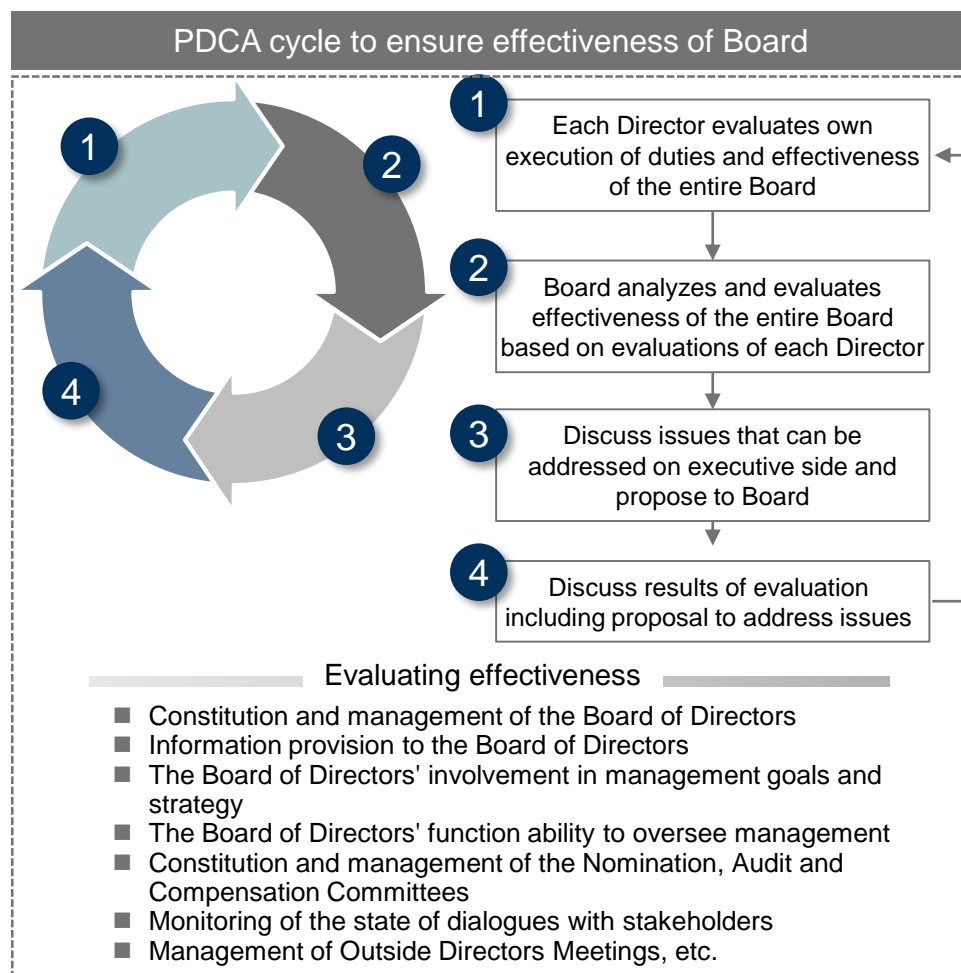 PDCA cycle to ensure effectiveness of Board
1
2
3
4
1
Each Director evaluates own
execution of duties and effectiveness
of the entire Board
2
Board analyzes and evaluates
effectiveness of the entire Board
based on evaluations of each Director
3
Discuss issues that can be
addressed on executive side and
propose to Board
4
Discuss results of evaluation
including proposal to address issues
Evaluating effectiveness
■ Constitution and management of the Board of Directors
■ Information provision to the Board of Directors
■ The Board of Directors' involvement in management goals and
strategy
■ The Board of Directors' function ability to oversee management
■ Constitution and management of the Nomination, Audit and
Compensation Committees
■ Monitoring of the state of dialogues with stakeholders
■ Management of Outside Directors Meetings, etc.